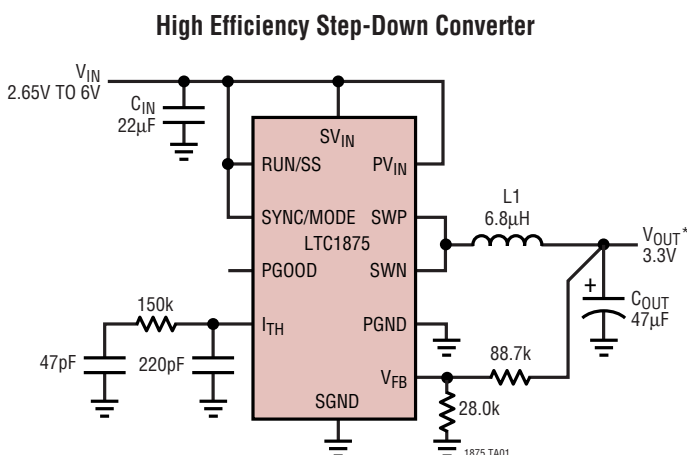 High Efficiency Step-Down Converter
VIN
2.65V TO 6V
CIN
22µF
SVIN
RUN/SS
PVIN
SYNC/MODE
SWP
LTC1875
PGOOD
SWN
L1
6.8µH
VOUT*
3.3V
+
COUT
47µF
150k
ITH
PGND
47pF
220pF
88.7k
VFB
28.0k
SGND
1875 TA01